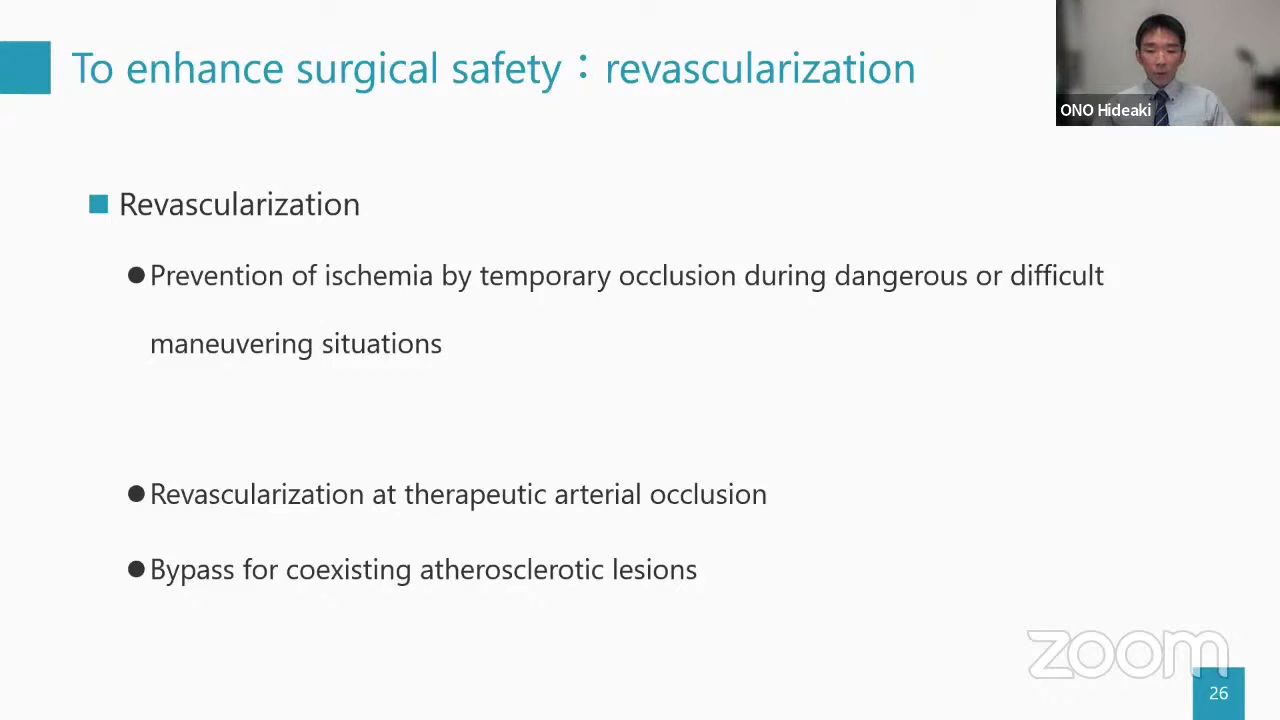 To enhance surgical safety：revascularization
ONO Hideaki
Revascularization
●Prevention of ischemia by temporary occlusion during dangerous or difficult
maneuvering situations
●Revascularization at therapeutic arterial occlusion
●Bypass for coexisting atherosclerotic lesions
zoom
26